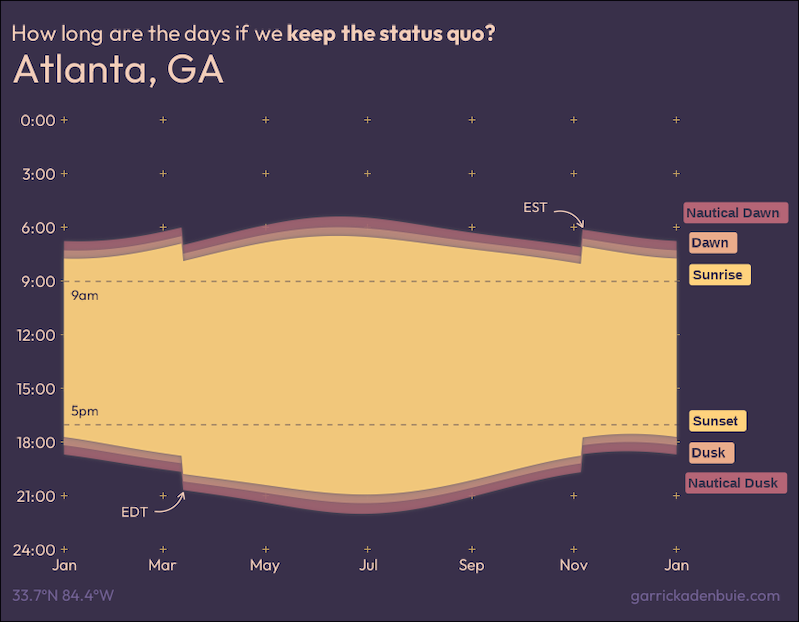 How long are the days if we keep the status quo?
Atlanta, GA
0:00
3:00
EST
Nautical Dawn
6:00
Dawn
Sunrise
9:00
9am
12:00
15:00
5pm
Sunset
18:00
Dusk
Nautical Dusk
21:00
EDT
24:00
Jan Mar May Jul Sep Nov Jan
33.7°N 84.4°W
garrickadenbuie.com